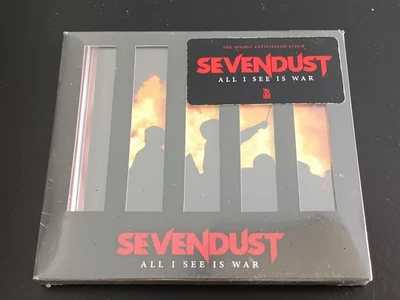 THE HIGHLY ANTICIPATED ALBUM
SEVENDUST
ALL I SEE IS WAR
SEVENDUST
ALL I SEE IS WAR